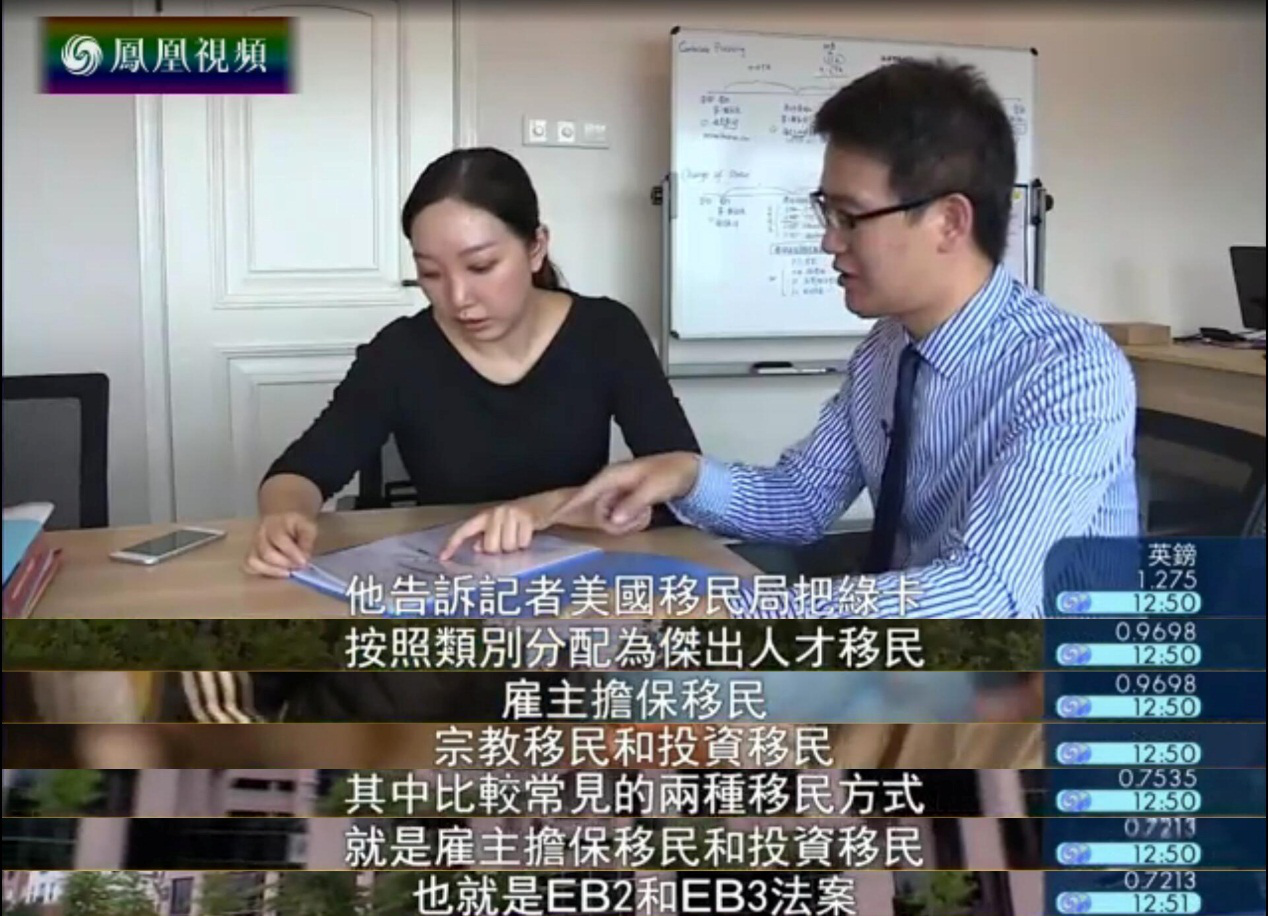 鳳凰視頻
英鎊
1.275
他告訴記者美國移民局把綠卡
12:50
0.9698
按照類別分配為傑出人才移民
12:50
0.9698
雇主擔保移民
12:50
宗教移民和投資移民
12:50
0.7535
其中比較常見的兩種移民方式
12:50
0.7213
就是雇主擔保移民和投資移民
12:50
0.7213
也就是EB2和EB3法案
12:51